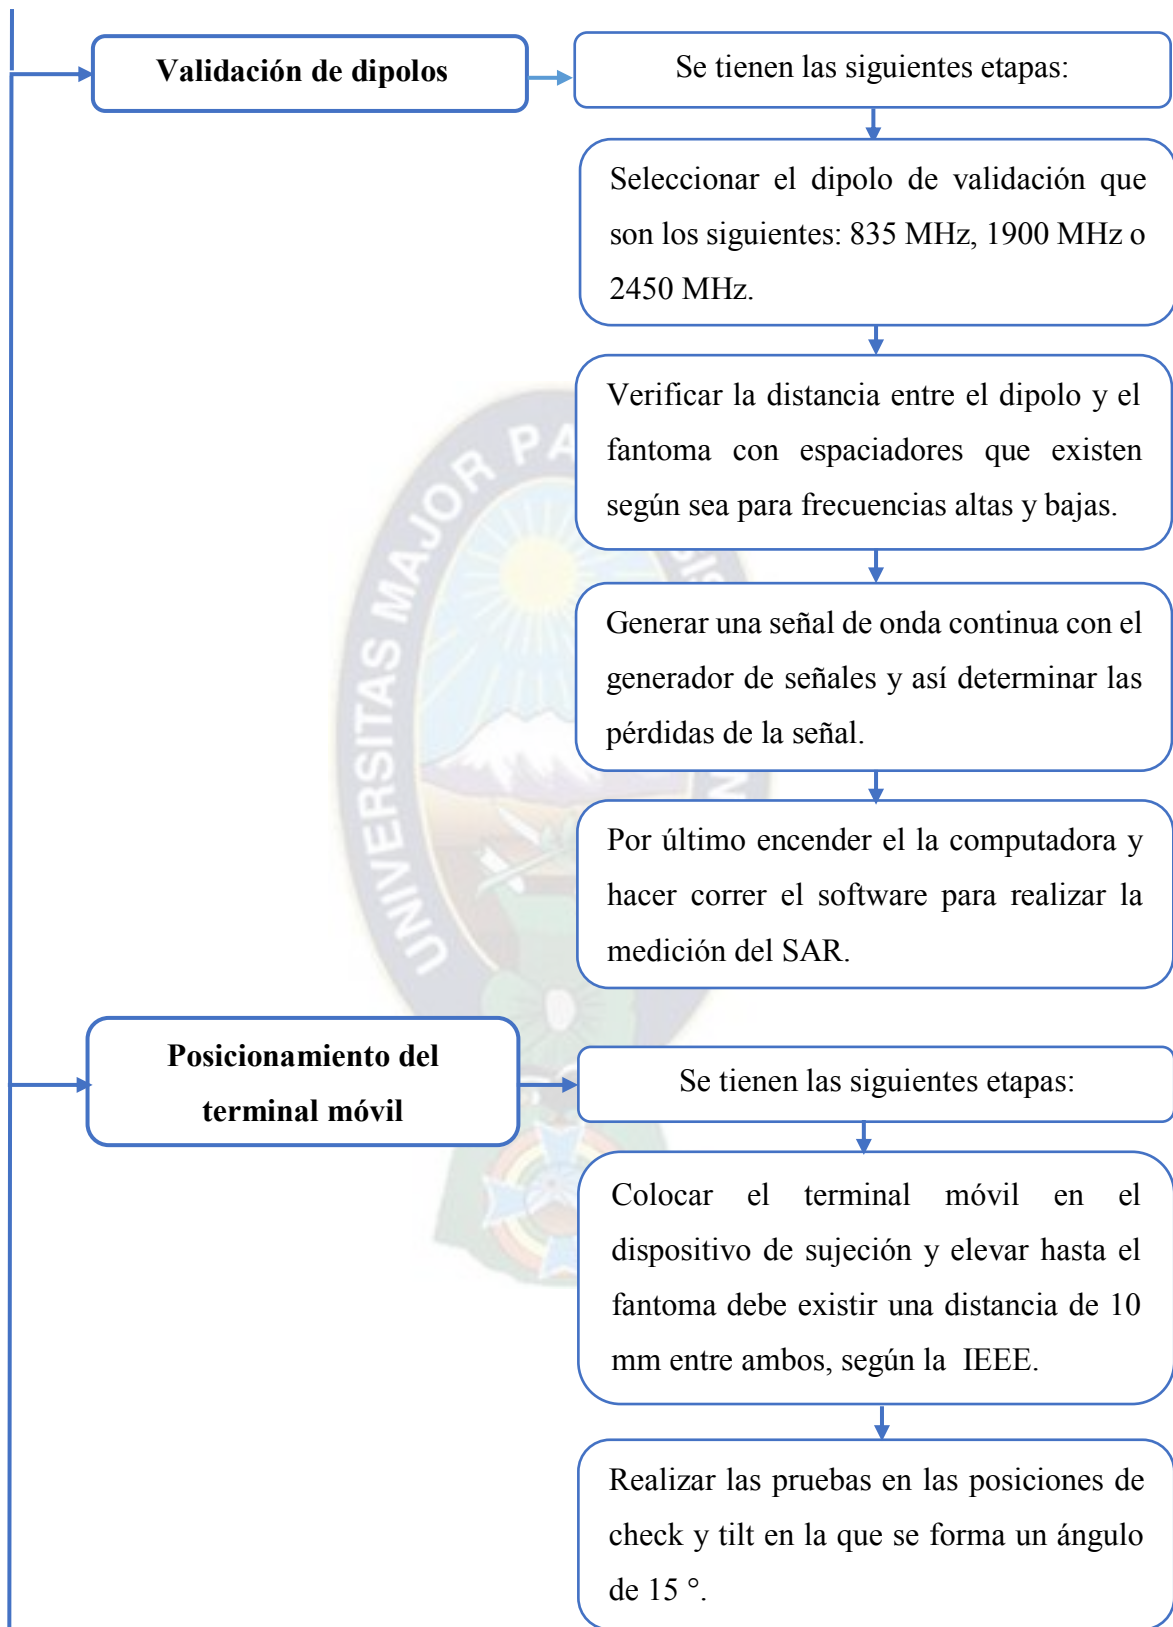 Validación de dipolos
Se tienen las siguientes etapas:
Seleccionar el dipolo de validación que
son los siguientes: 835 MHz, 1900 MHz o
2450 MHz.
Verificar la distancia entre el dipolo y el
fantoma con espaciadores que existen
según sea para frecuencias altas y bajas.
Generar una señal de onda continua con el
generador de señales y así determinar las
pérdidas de la señal.
Por último encender el la computadora y
hacer correr el software para realizar la
medición del SAR.
Posicionamiento del
terminal móvil
Se tienen las siguientes etapas:
Colocar el terminal móvil en el
dispositivo de sujeción y elevar hasta el
fantoma debe existir una distancia de 10
mm entre ambos, según la IEEE.
Realizar las pruebas en las posiciones de
check y tilt en la que se forma un ángulo
de 15 °.
UNIVERSITAS MAJOR PA